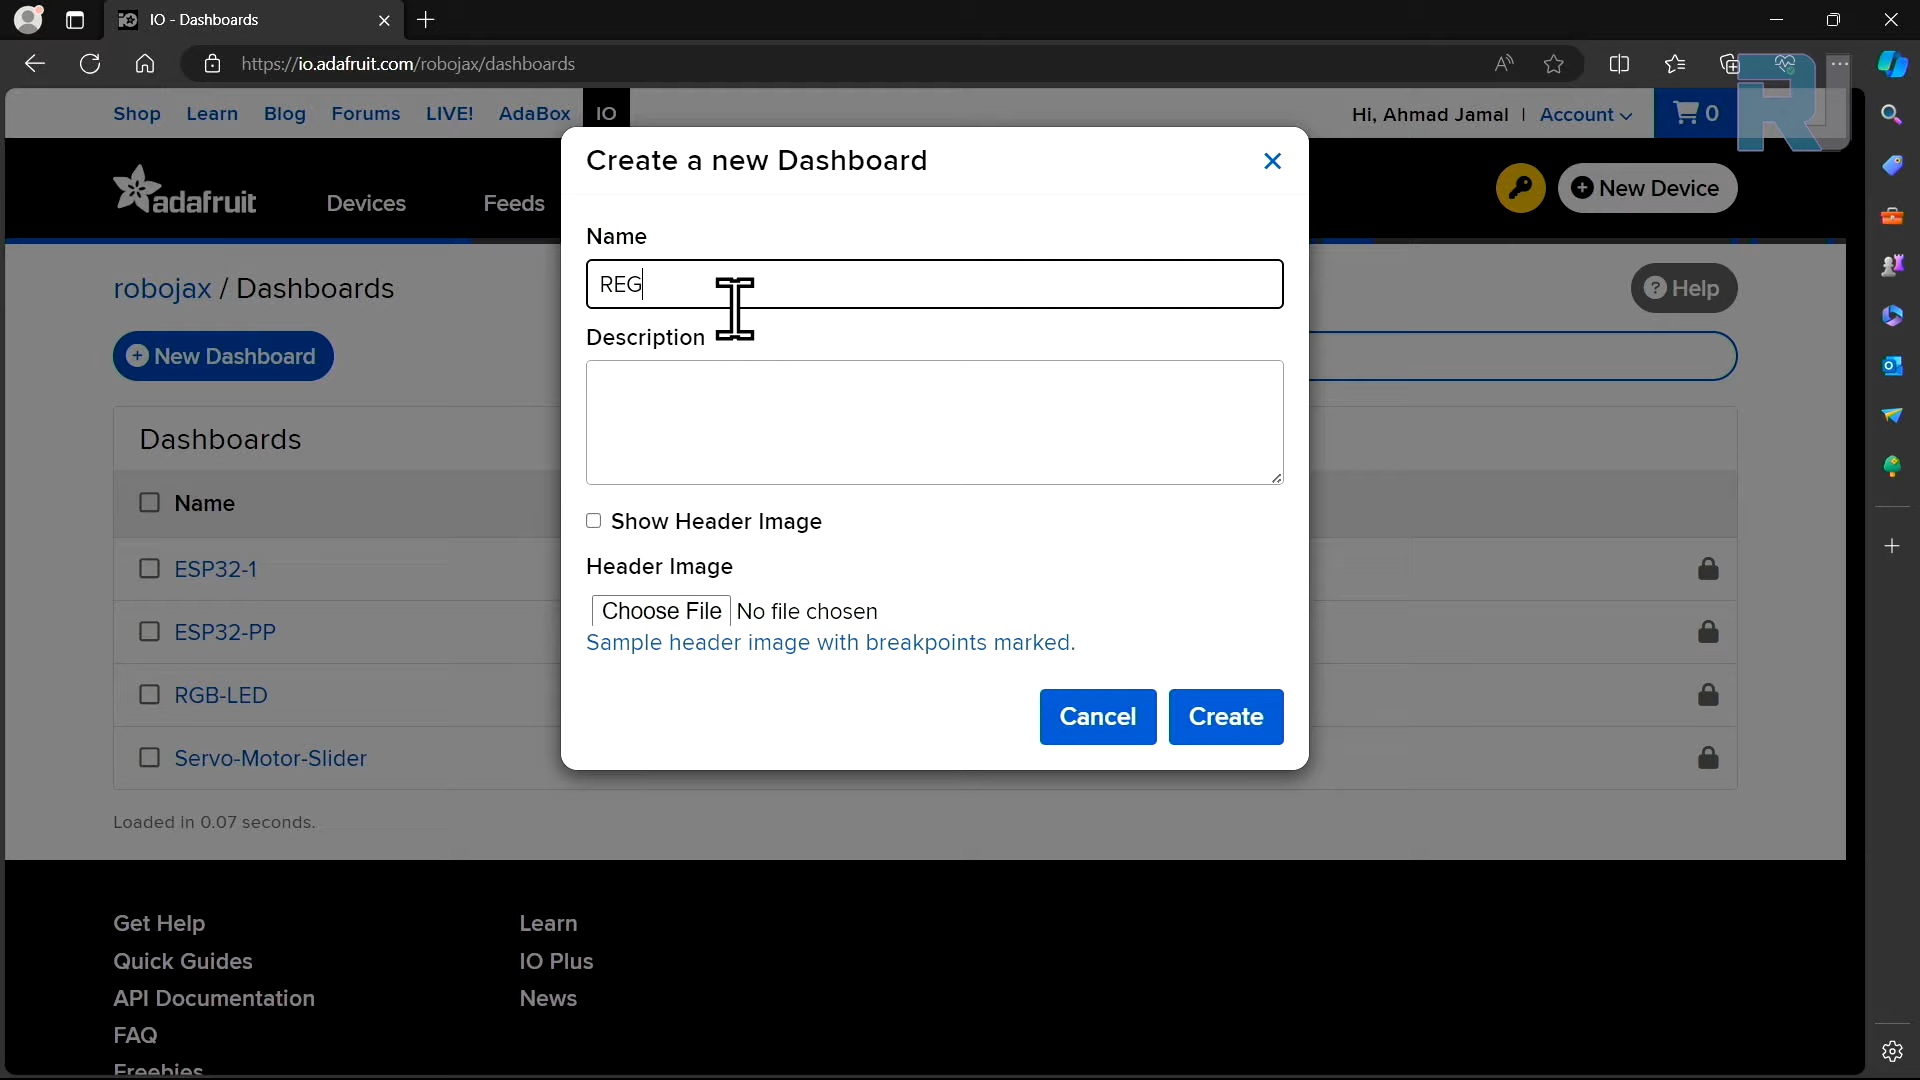 IO - Dashboards
https://io.adafruit.com/robojax/dashboards
Shop Learn Blog Forums LIVE! AdaBox IO
Hi, Ahmad Jamal | Account
0
RJ
adafruit
Devices
Feeds
New Device
robojax / Dashboards
Help
New Dashboard
Dashboards
Name
ESP32-1
ESP32-PP
RGB-LED
Servo-Motor-Slider
Loaded in 0.07 seconds.
Create a new Dashboard
Name
REG
Description
Show Header Image
Header Image
Choose File No file chosen
Sample header image with breakpoints marked.
Cancel Create
Get Help
Quick Guides
API Documentation
FAQ
Freebies
Learn
IO Plus
News